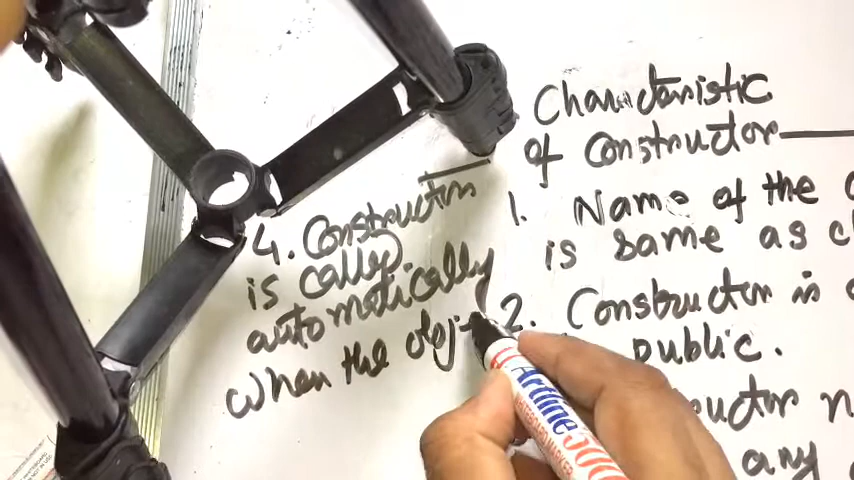 Characteristic
of Constructor
1. Name of the
is same as
2. Constructor is
public.
any
4. Constructor
is called
automatically
when the obj
Artline 500